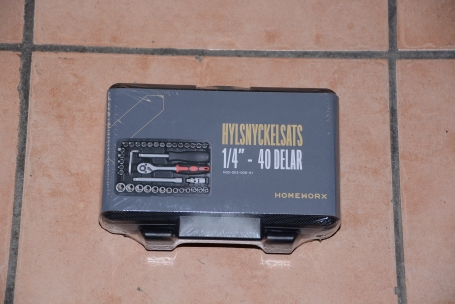 HYLSNYCKELSATS
1/4" - 40 DELAR
HOMEWORX